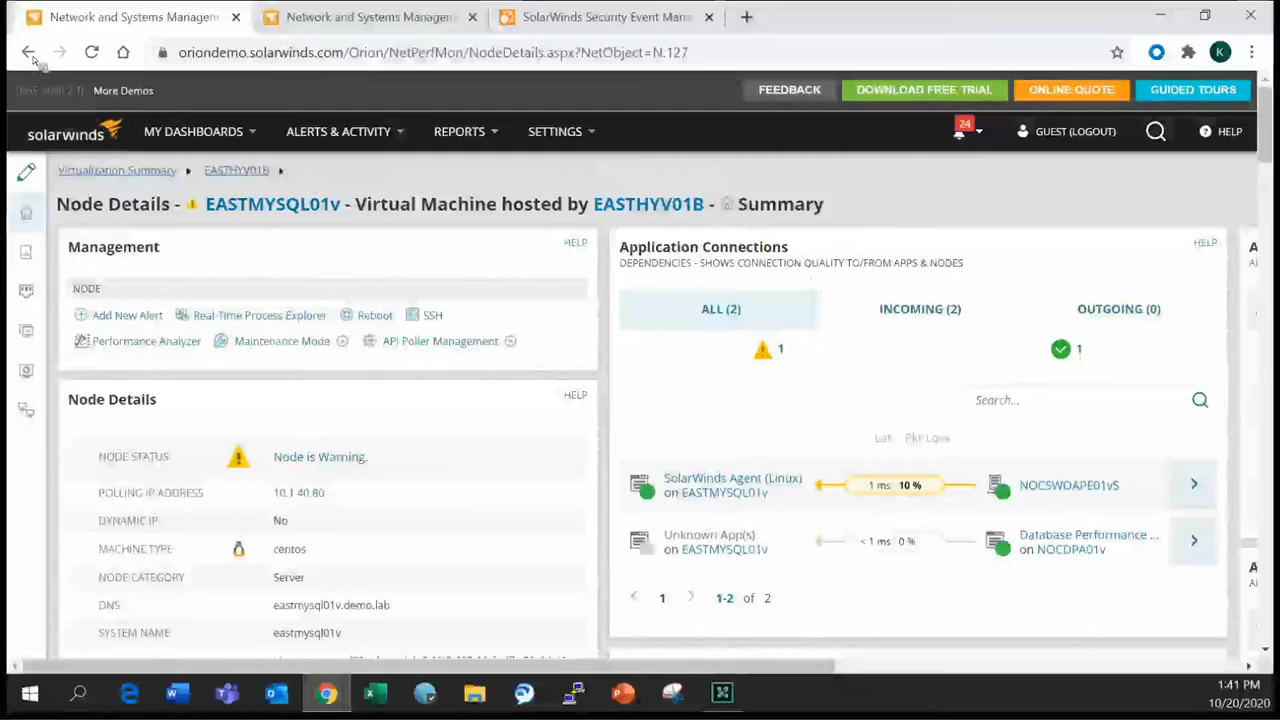 Network and Systems Managem
Network and Systems Managem
SolarWinds Security Event Mana
oriondemo.solarwinds.com/Orion/NetPerfMon/NodeDetails.aspx?NetObject=N.127
K
More Demos
FEEDBACK
DOWNLOAD FREE TRIAL
ONLINE QUOTE
GUIDED TOURS
solarwinds
MY DASHBOARDS
ALERTS & ACTIVITY
REPORTS
SETTINGS
24
GUEST (LOGOUT)
HELP
Virtualization Summary
EASTHYV01B
Node Details - EASTMYSQL01v - Virtual Machine hosted by EASTHYV01B - Summary
Management
HELP
NODE
Add New Alert
Real-Time Process Explorer
Reboot
SSH
Performance Analyzer
Maintenance Mode
API Poller Management
Node Details
HELP
NODE STATUS
Node is Warning.
POLLING IP ADDRESS
10.1.40.80
DYNAMIC IP
No
MACHINE TYPE
centos
NODE CATEGORY
Server
DNS
eastmysql01v.demo.lab
SYSTEM NAME
eastmysql01v
Application Connections
HELP
DEPENDENCIES - SHOWS CONNECTION QUALITY TO/FROM APPS & NODES
ALL (2)
INCOMING (2)
OUTGOING (0)
1
1
Search...
Lat
Pkt Loss
SolarWinds Agent (Linux)
on EASTMYSQL01v
1 ms 10 %
NOCSWOAPE01vS
Unknown App(s)
on EASTMYSQL01v
< 1 ms 0 %
Database Performance ...
on NOCDPA01v
1
1-2 of 2
1:41 PM
10/20/2020